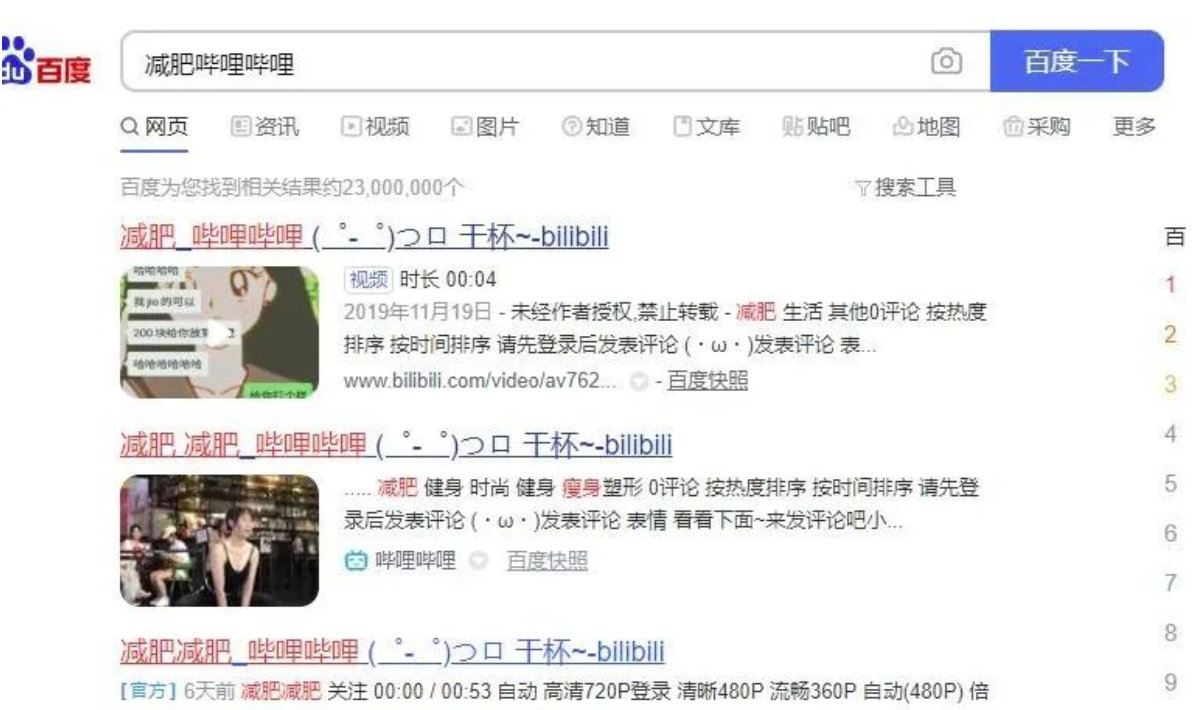 du百度
减肥哔哩哔哩
百度一下
网页 资讯 视频 图片 知道 文库 贴贴吧 地图 采购 更多
百度为您找到相关结果约23,000,000个
搜索工具
减肥_哔哩哔哩 (゜-゜)つロ 干杯~-bilibili
哈哈哈哈
我jio的可以
哈哈哈哈哈哈
视频 时长 00:04
2019年11月19日 - 未经作者授权,禁止转载 - 减肥 生活 其他0评论 按热度
排序 按时间排序 请先登录后发表评论 (・ω・)发表评论 表...
www.bilibili.com/video/av762... - 百度快照
减肥,减肥_哔哩哔哩 (゜-゜)つロ 干杯~-bilibili
..... 减肥 健身 时尚 健身 瘦身塑形 0评论 按热度排序 按时间排序 请先登
录后发表评论 (・ω・)发表评论 表情 看看下面~来发评论吧小...
哔哩哔哩 百度快照
减肥减肥_哔哩哔哩 (゜-゜)つロ 干杯~-bilibili
[官方] 6天前 减肥减肥 关注 00:00 / 00:53 自动 高清720P登录 清晰480P 流畅360P 自动(480P) 倍
百
1
2
3
4
5
6
7
8
9